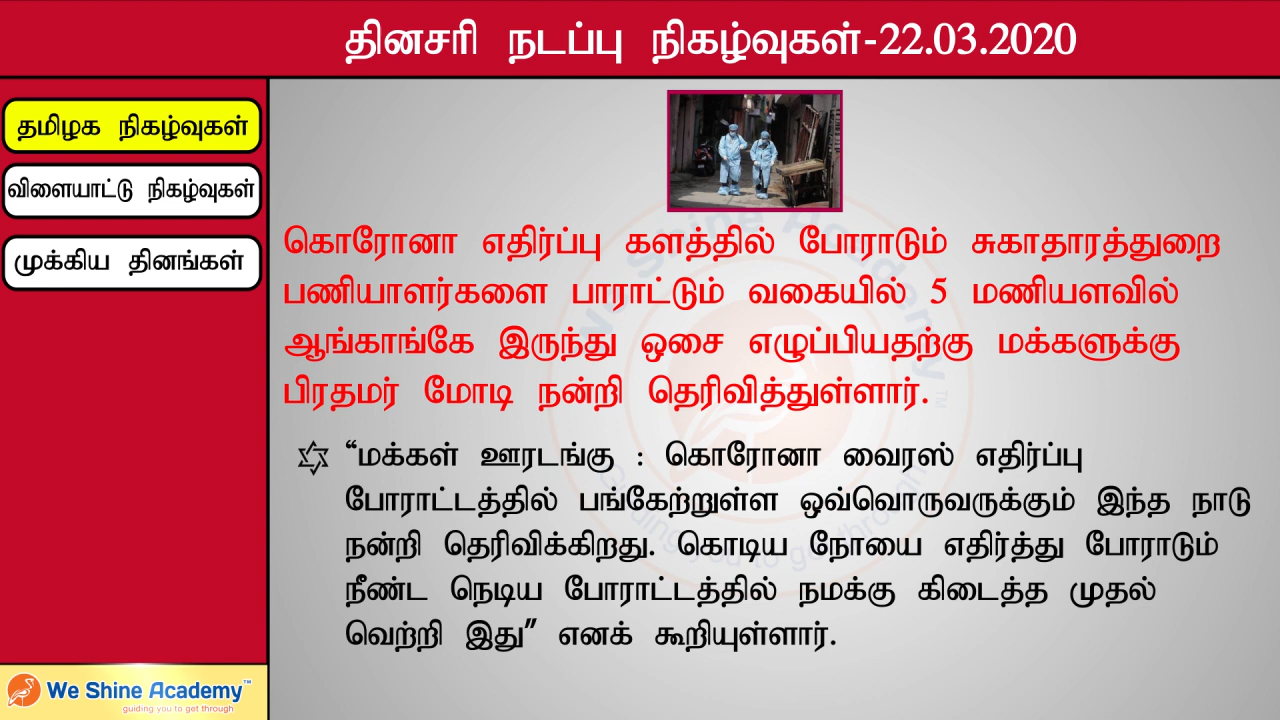 தினசரி நடப்பு நிகழ்வுகள்-22.03.2020
தமிழக நிகழ்வுகள்
விளையாட்டு நிகழ்வுகள்
முக்கிய தினங்கள்
கொரோனா எதிர்ப்பு களத்தில் போராடும் சுகாதாரத்துறை
பணியாளர்களை பாராட்டும் வகையில் 5 மணியளவில்
ஆங்காங்கே இருந்து ஒசை எழுப்பியதற்கு மக்களுக்கு
பிரதமர் மோடி நன்றி தெரிவித்துள்ளார்.
“மக்கள் ஊரடங்கு : கொரோனா வைரஸ் எதிர்ப்பு
போராட்டத்தில் பங்கேற்றுள்ள ஒவ்வொருவருக்கும் இந்த நாடு
நன்றி தெரிவிக்கிறது. கொடிய நோயை எதிர்த்து போராடும்
நீண்ட நெடிய போராட்டத்தில் நமக்கு கிடைத்த முதல்
வெற்றி இது” எனக் கூறியுள்ளார்.
We Shine Academy™
guiding you to get through